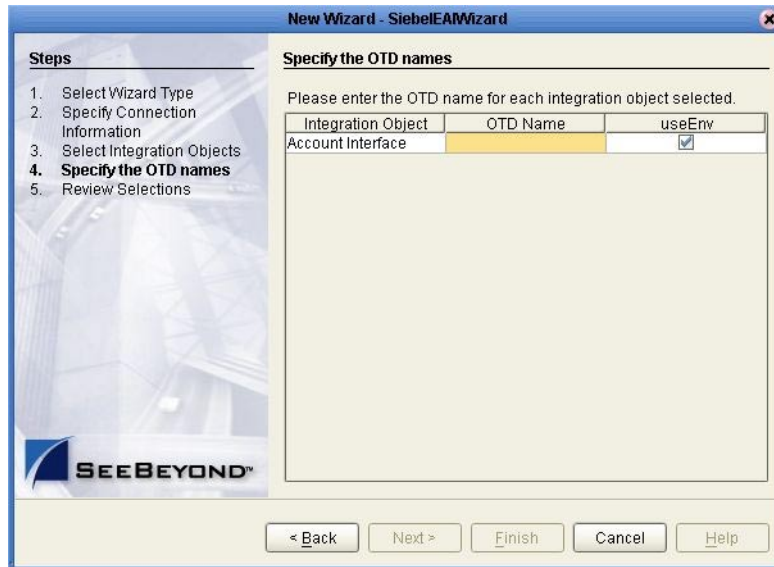 New Wizard - SiebelEAIWizard
Steps
1. Select Wizard Type
2. Specify Connection
Information
3. Select Integration Objects
4. Specify the OTD names
5. Review Selections
SEEBEYOND™
Specify the OTD names
Please enter the OTD name for each integration object selected.
Integration Object OTD Name useEnv
Account Interface
< Back Next > Finish Cancel Help